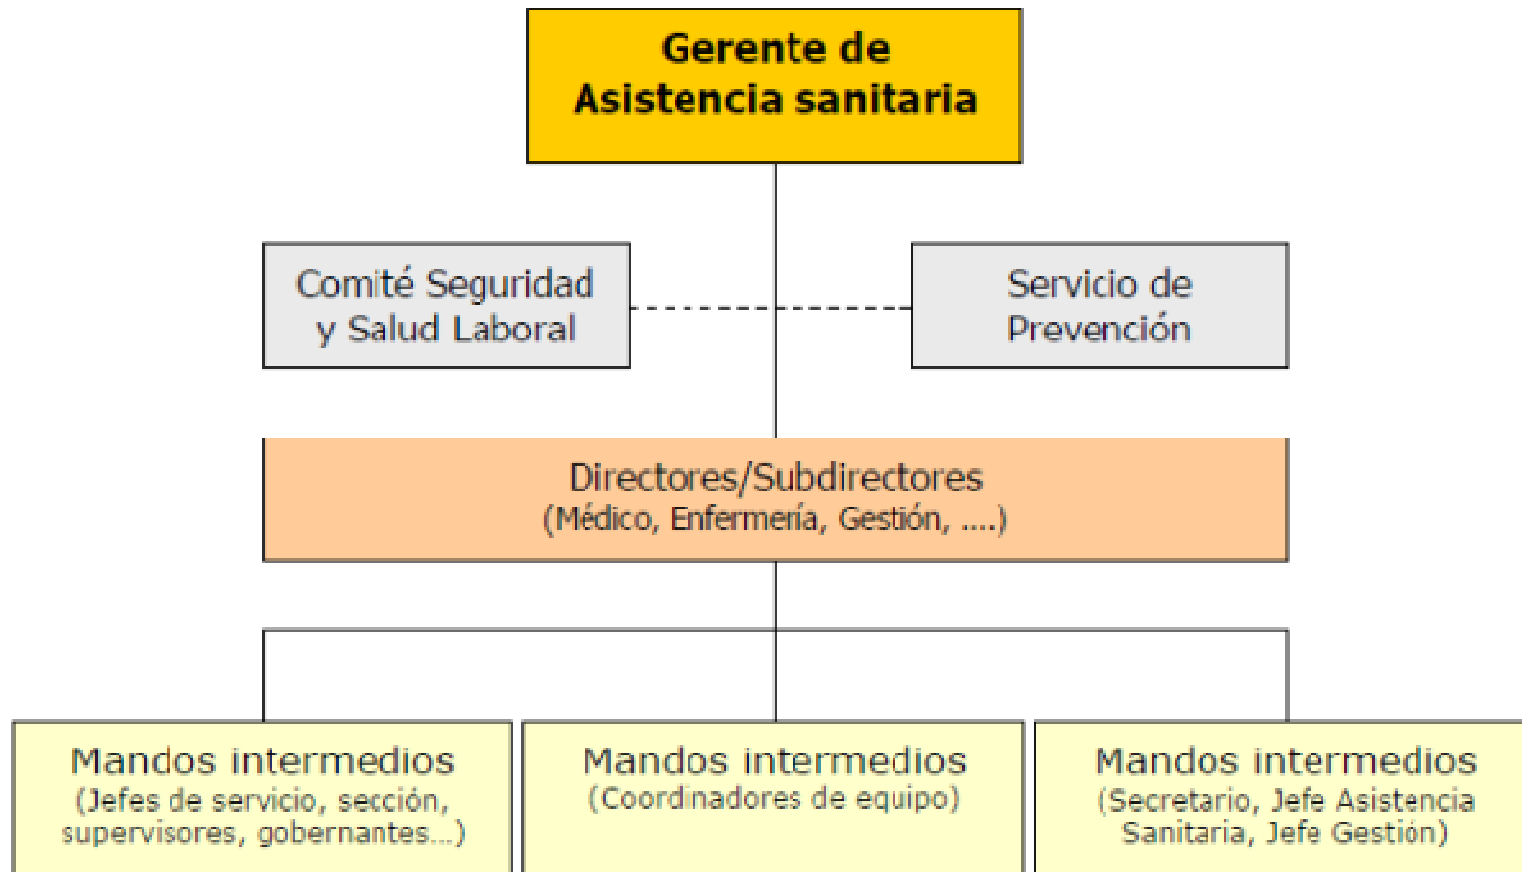 Gerente de
Asistencia sanitaria
Comité Seguridad
y Salud Laboral
Servicio de
Prevención
Directores/Subdirectores
(Médico, Enfermería, Gestión, ....)
Mandos intermedios
(Jefes de servicio, sección,
supervisores, gobernantes...)
Mandos intermedios
(Coordinadores de equipo)
Mandos intermedios
(Secretario, Jefe Asistencia
Sanitaria, Jefe Gestión)